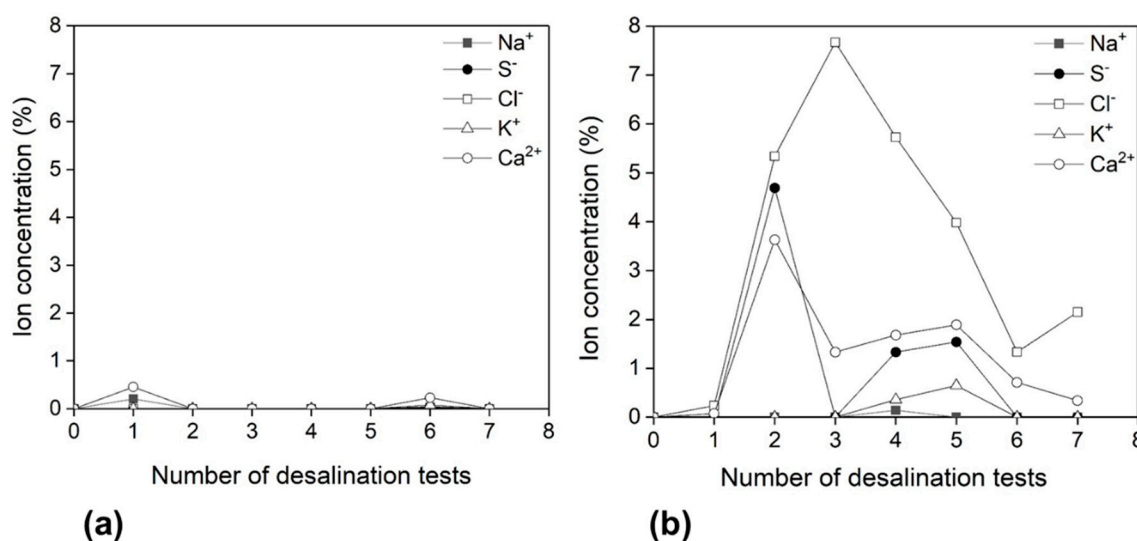 8
7
6
5
4
3
2
1
0
Ion concentration (%)
Na⁺
S⁻
Cl⁻
K⁺
Ca²⁺
0 1 2 3 4 5 6 7 8
Number of desalination tests
(a)
8
7
6
5
4
3
2
1
0
Ion concentration (%)
Na⁺
S⁻
Cl⁻
K⁺
Ca²⁺
0 1 2 3 4 5 6 7 8
Number of desalination tests
(b)